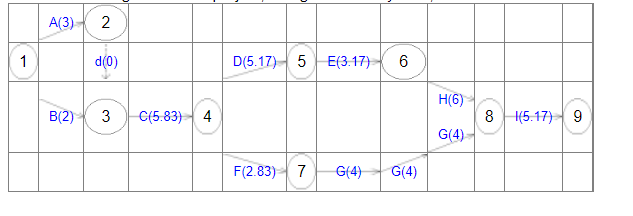 A(3) 2
1 d(0) D(5.17) 5 E(3.17) 6
B(2) 3 C(5.83) 4 H(6) 8 I(5.17) 9
G(4)
F(2.83) 7 G(4) G(4)